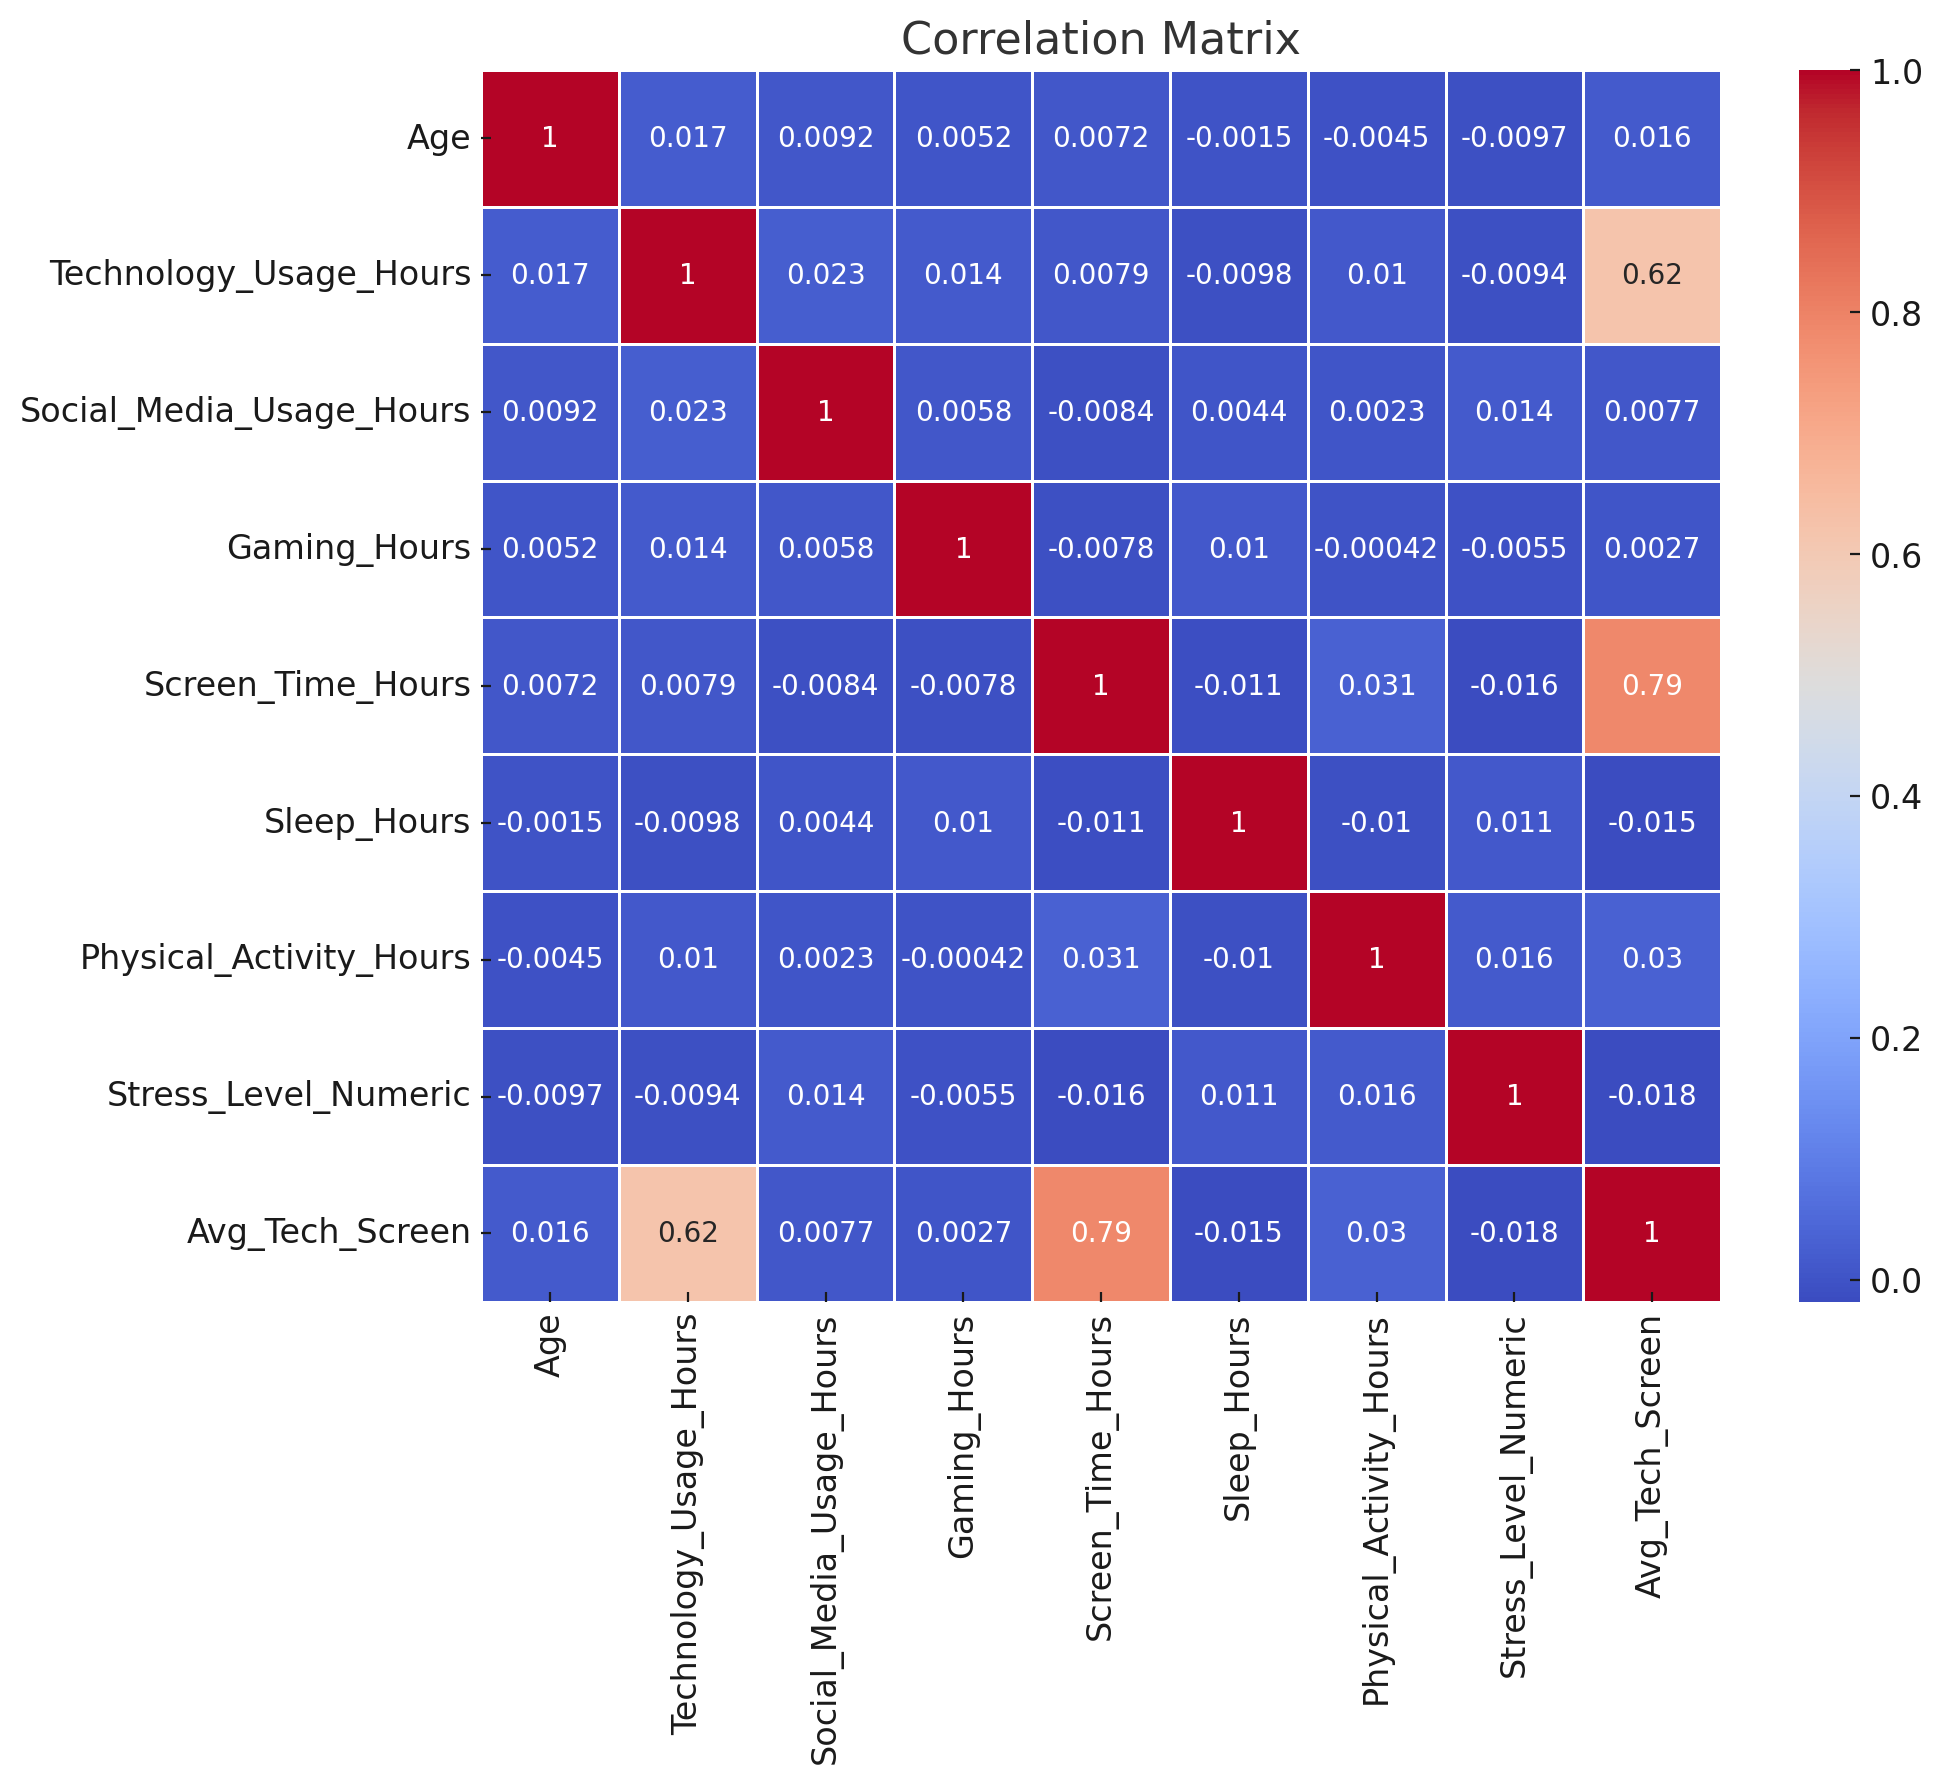 Correlation Matrix
Age 1 0.017 0.0092 0.0052 0.0072 -0.0015 -0.0045 -0.0097 0.016
Technology_Usage_Hours 0.017 1 0.023 0.014 0.0079 -0.0098 0.01 -0.0094 0.62
Social_Media_Usage_Hours 0.0092 0.023 1 0.0058 -0.0084 0.0044 0.0023 0.014 0.0077
Gaming_Hours 0.0052 0.014 0.0058 1 -0.0078 0.01 -0.00042 -0.0055 0.0027
Screen_Time_Hours 0.0072 0.0079 -0.0084 -0.0078 1 -0.011 0.031 -0.016 0.79
Sleep_Hours -0.0015 -0.0098 0.0044 0.01 -0.011 1 -0.01 0.011 -0.015
Physical_Activity_Hours -0.0045 0.01 0.0023 -0.00042 0.031 -0.01 1 0.016 0.03
Stress_Level_Numeric -0.0097 -0.0094 0.014 -0.0055 -0.016 0.011 0.016 1 -0.018
Avg_Tech_Screen 0.016 0.62 0.0077 0.0027 0.79 -0.015 0.03 -0.018 1
Age
Technology_Usage_Hours
Social_Media_Usage_Hours
Gaming_Hours
Screen_Time_Hours
Sleep_Hours
Physical_Activity_Hours
Stress_Level_Numeric
Avg_Tech_Screen
1.0
0.8
0.6
0.4
0.2
0.0